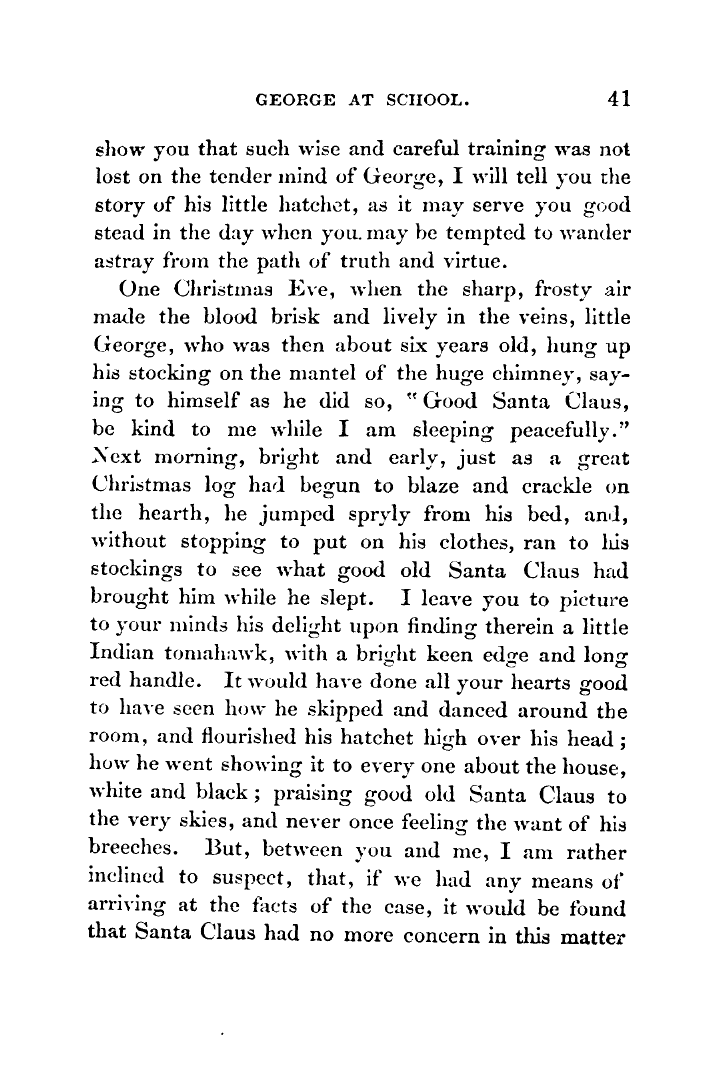 GEORGE AT SCHOOL. 41
show you that such wise and careful training was not
lost on the tender mind of George, I will tell you the
story of his little hatchet, as it may serve you good
stead in the day when you may be tempted to wander
astray from the path of truth and virtue.
One Christmas Eve, when the sharp, frosty air
made the blood brisk and lively in the veins, little
George, who was then about six years old, hung up
his stocking on the mantel of the huge chimney, say-
ing to himself as he did so, "Good Santa Claus,
be kind to me while I am sleeping peacefully."
Next morning, bright and early, just as a great
Christmas log had begun to blaze and crackle on
the hearth, he jumped spryly from his bed, and,
without stopping to put on his clothes, ran to his
stockings to see what good old Santa Claus had
brought him while he slept. I leave you to picture
to your minds his delight upon finding therein a little
Indian tomahawk, with a bright keen edge and long
red handle. It would have done all your hearts good
to have seen how he skipped and danced around the
room, and flourished his hatchet high over his head;
how he went showing it to every one about the house,
white and black; praising good old Santa Claus to
the very skies, and never once feeling the want of his
breeches. But, between you and me, I am rather
inclined to suspect, that, if we had any means of
arriving at the facts of the case, it would be found
that Santa Claus had no more concern in this matter